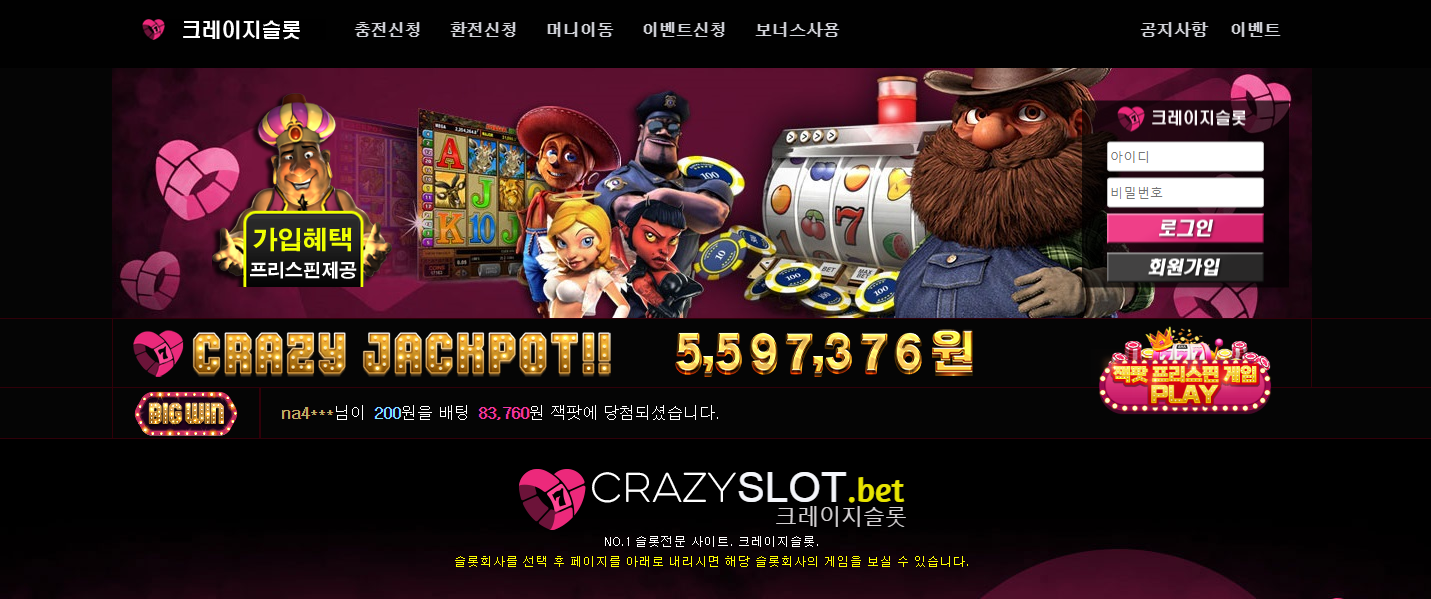 크레이지슬롯 충전신청 환전신청 머니이동 이벤트신청 보너스사용 공지사항 이벤트
크레이지슬롯
아이디
비밀번호
로그인
회원가입
가입혜택
프리스핀제공
CRAZY JACKPOT!! 5,597,376원
잭팟 프리스핀 게임
PLAY
BIG WIN na4***님이 200원을 배팅 83,760원 잭팟에 당첨되셨습니다.
CRAZYSLOT.bet
크레이지슬롯
NO.1 슬롯전문 사이트. 크레이지슬롯.
슬롯회사를 선택 후 페이지를 아래로 내리시면 해당 슬롯회사의 게임을 보실 수 있습니다.